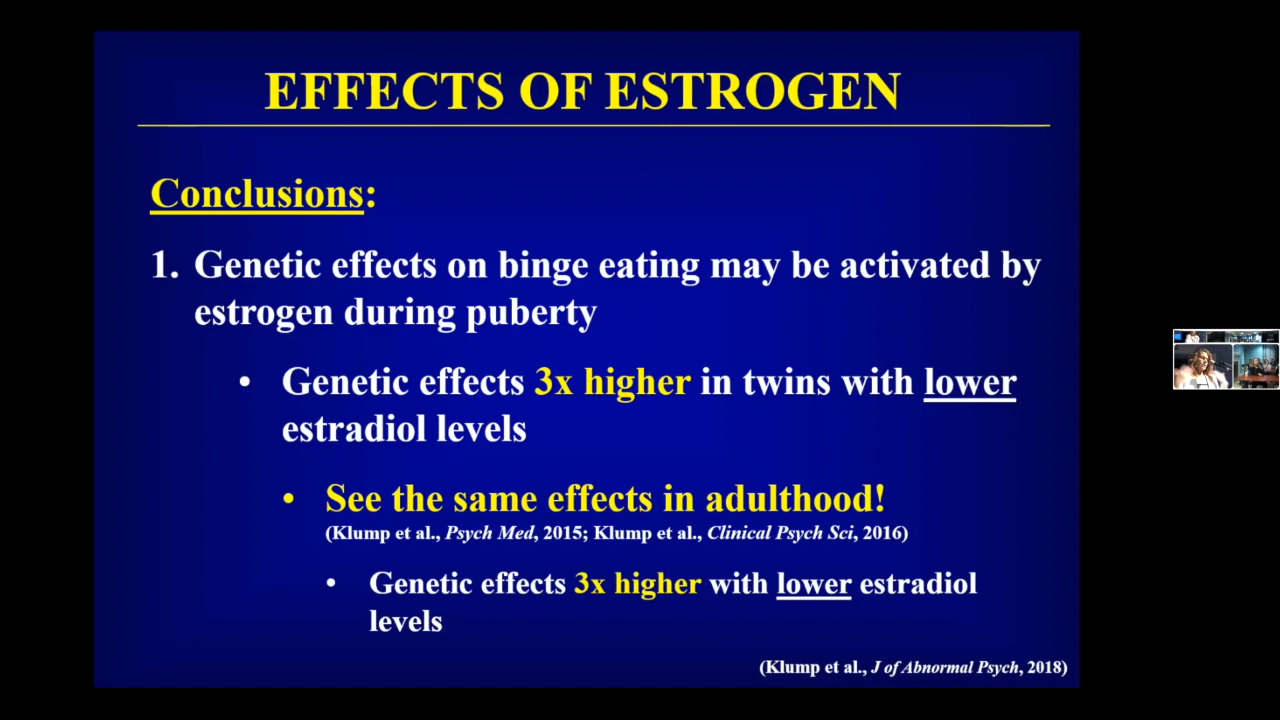 EFFECTS OF ESTROGEN
Conclusions:
1. Genetic effects on binge eating may be activated by
estrogen during puberty
• Genetic effects 3x higher in twins with lower
estradiol levels
• See the same effects in adulthood!
(Klump et al., Psych Med, 2015; Klump et al., Clinical Psych Sci, 2016)
• Genetic effects 3x higher with lower estradiol
levels
(Klump et al., J of Abnormal Psych, 2018)